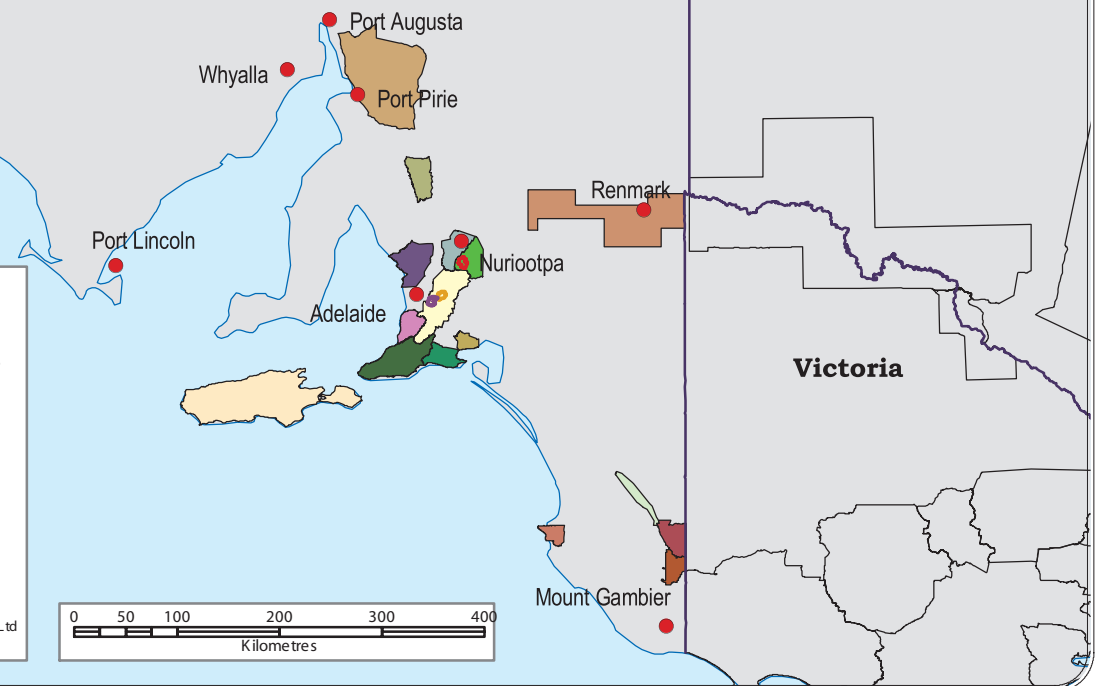 Port Augusta
Whyalla
Port Pirie
Renmark
Port Lincoln
Nuriootpa
Adelaide
Victoria
Mount Gambier
0 50 100 200 300 400
Kilometres
Ltd